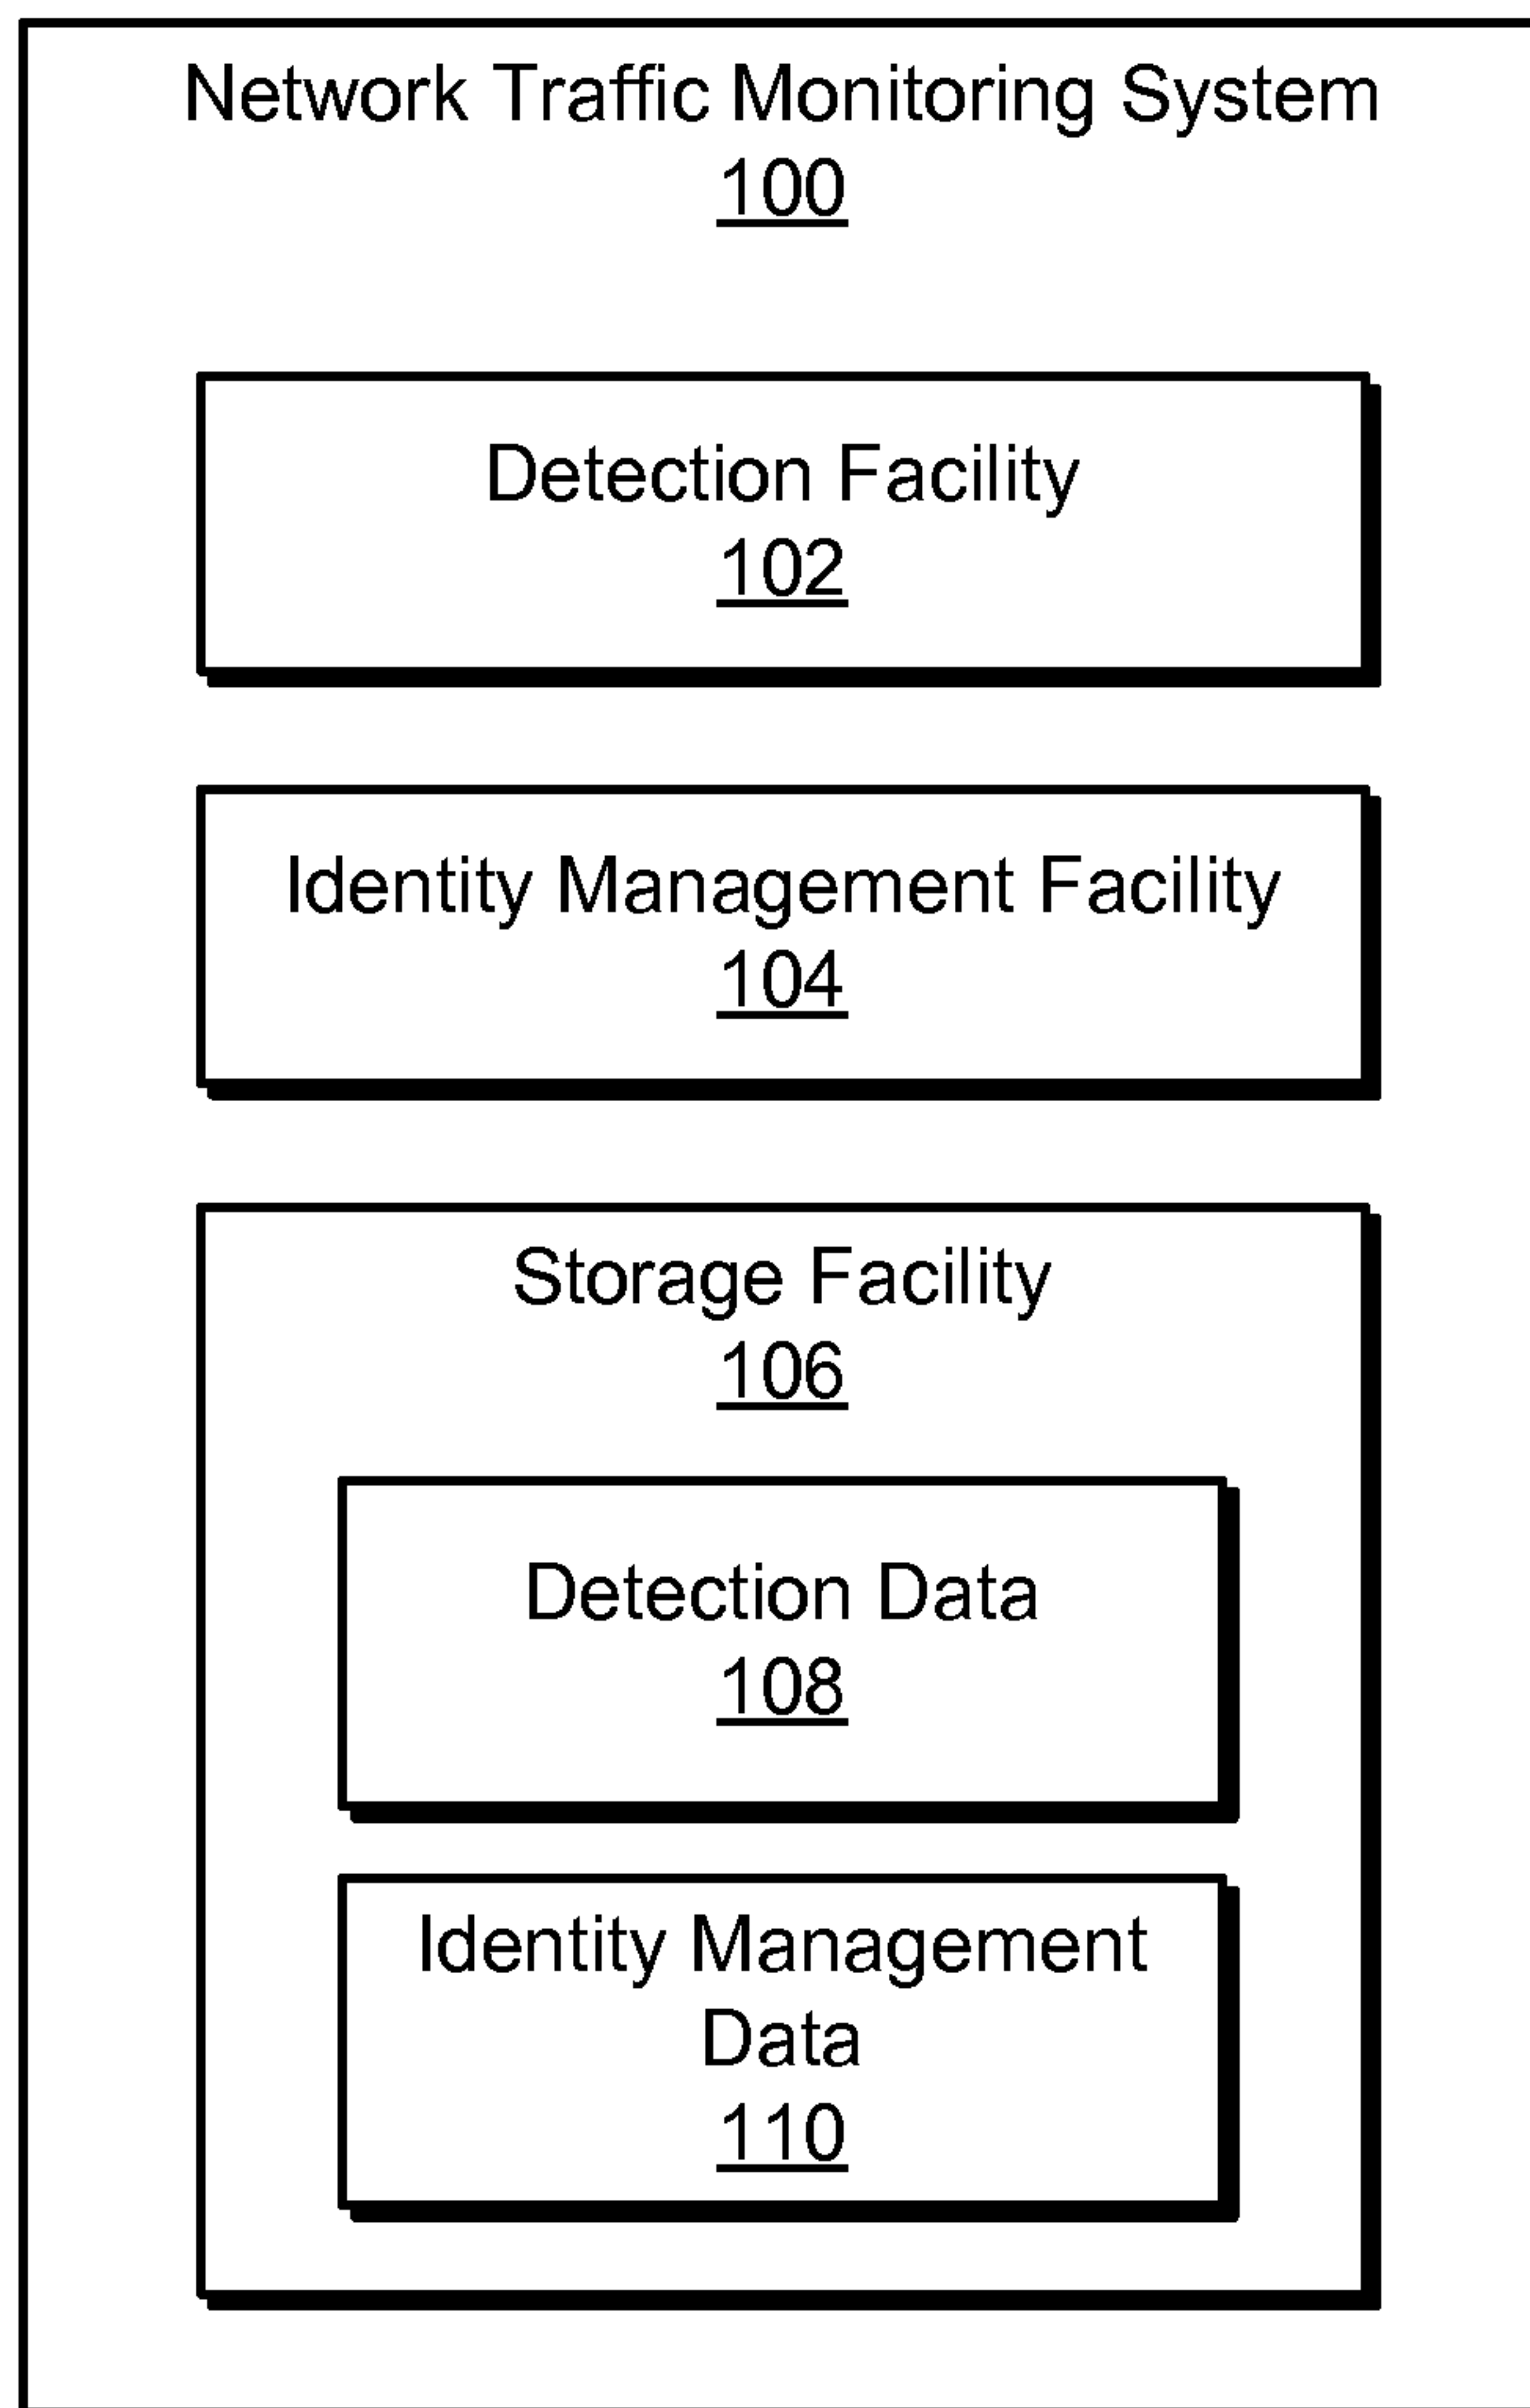 Network Traffic Monitoring System
100
Detection Facility
102
Identity Management Facility
104
Storage Facility
106
Detection Data
108
Identity Management
Data
110